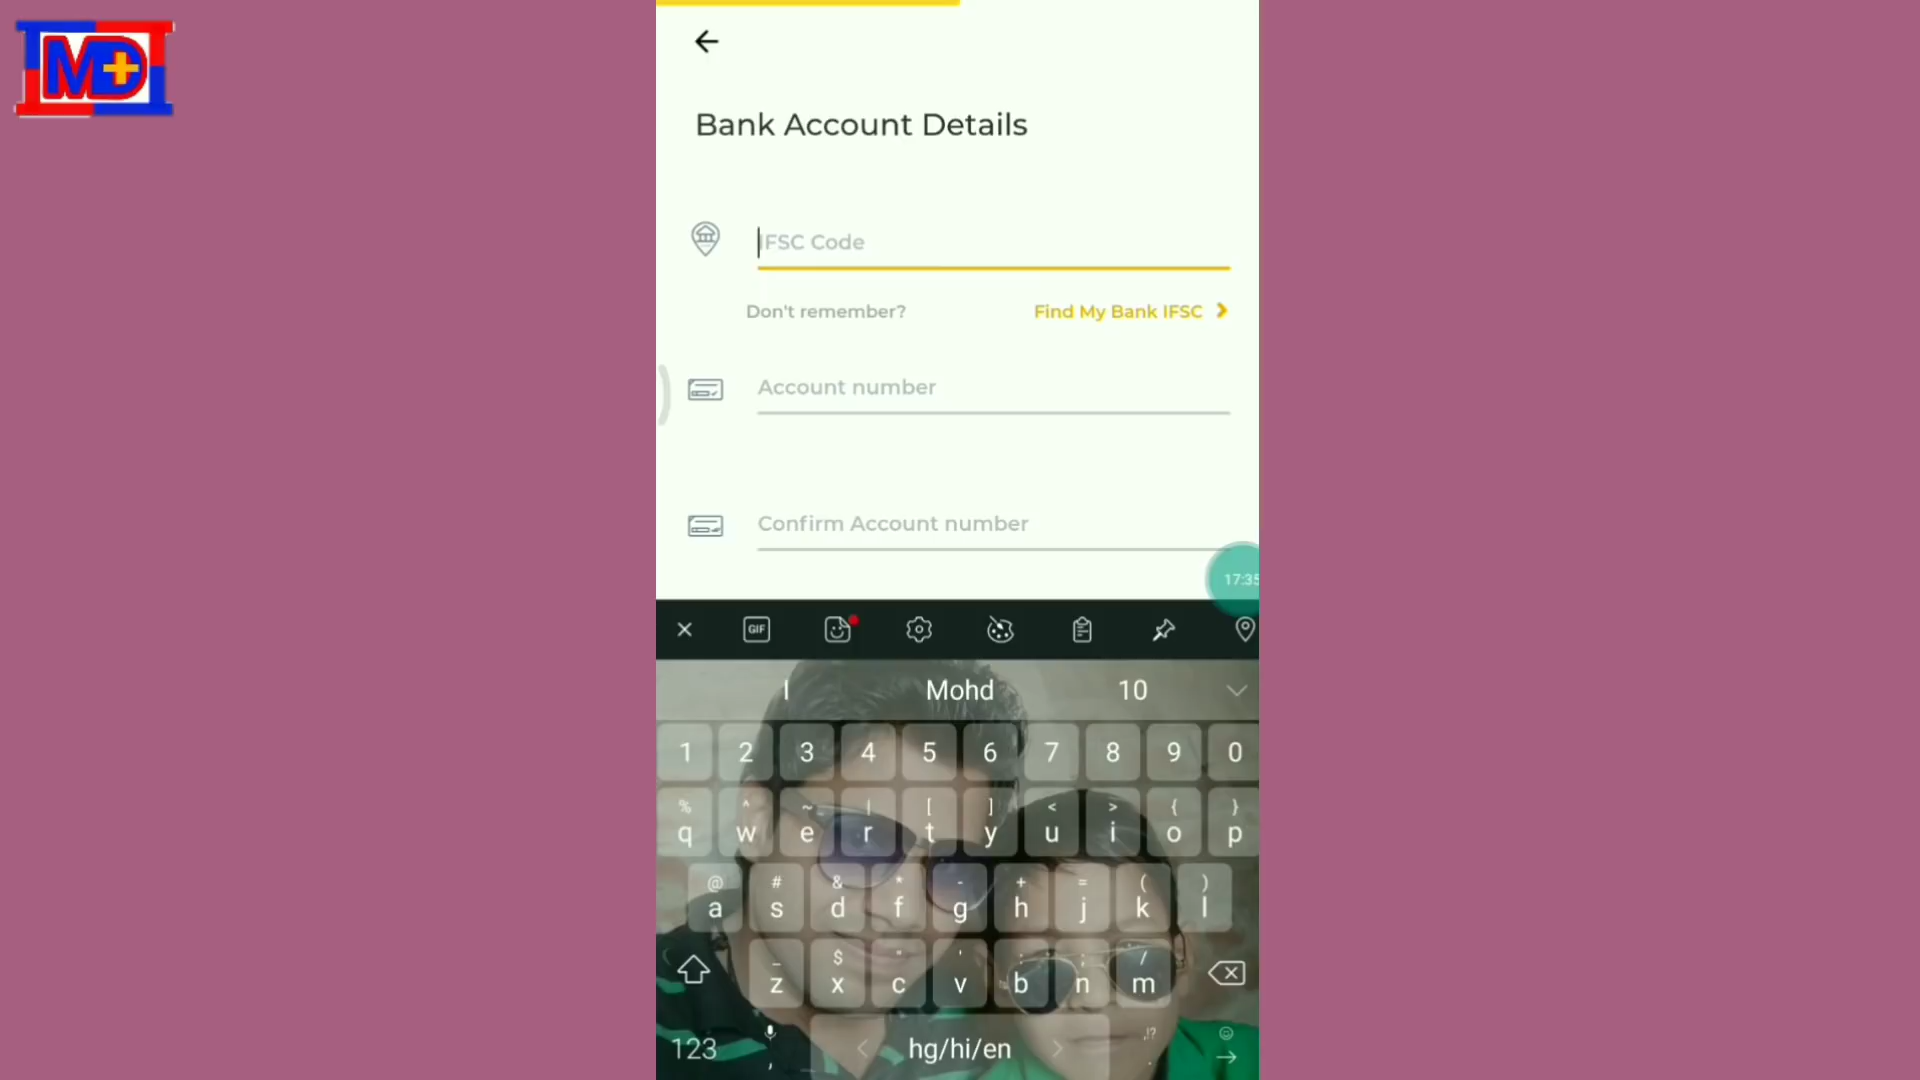 MD+
Bank Account Details
IFSC Code
Don't remember?
Find My Bank IFSC
Account number
Confirm Account number
17:35
GIF
I Mohd 10
1 2 3 4 5 6 7 8 9 0
% ^ ~ | [ ] < > { }
q w e r t y u i o p
@ # & * - + = ( )
a s d f g h j k l
_ $ " ' : ; /
z x c v b n m
123 , hg/hi/en .
,!?